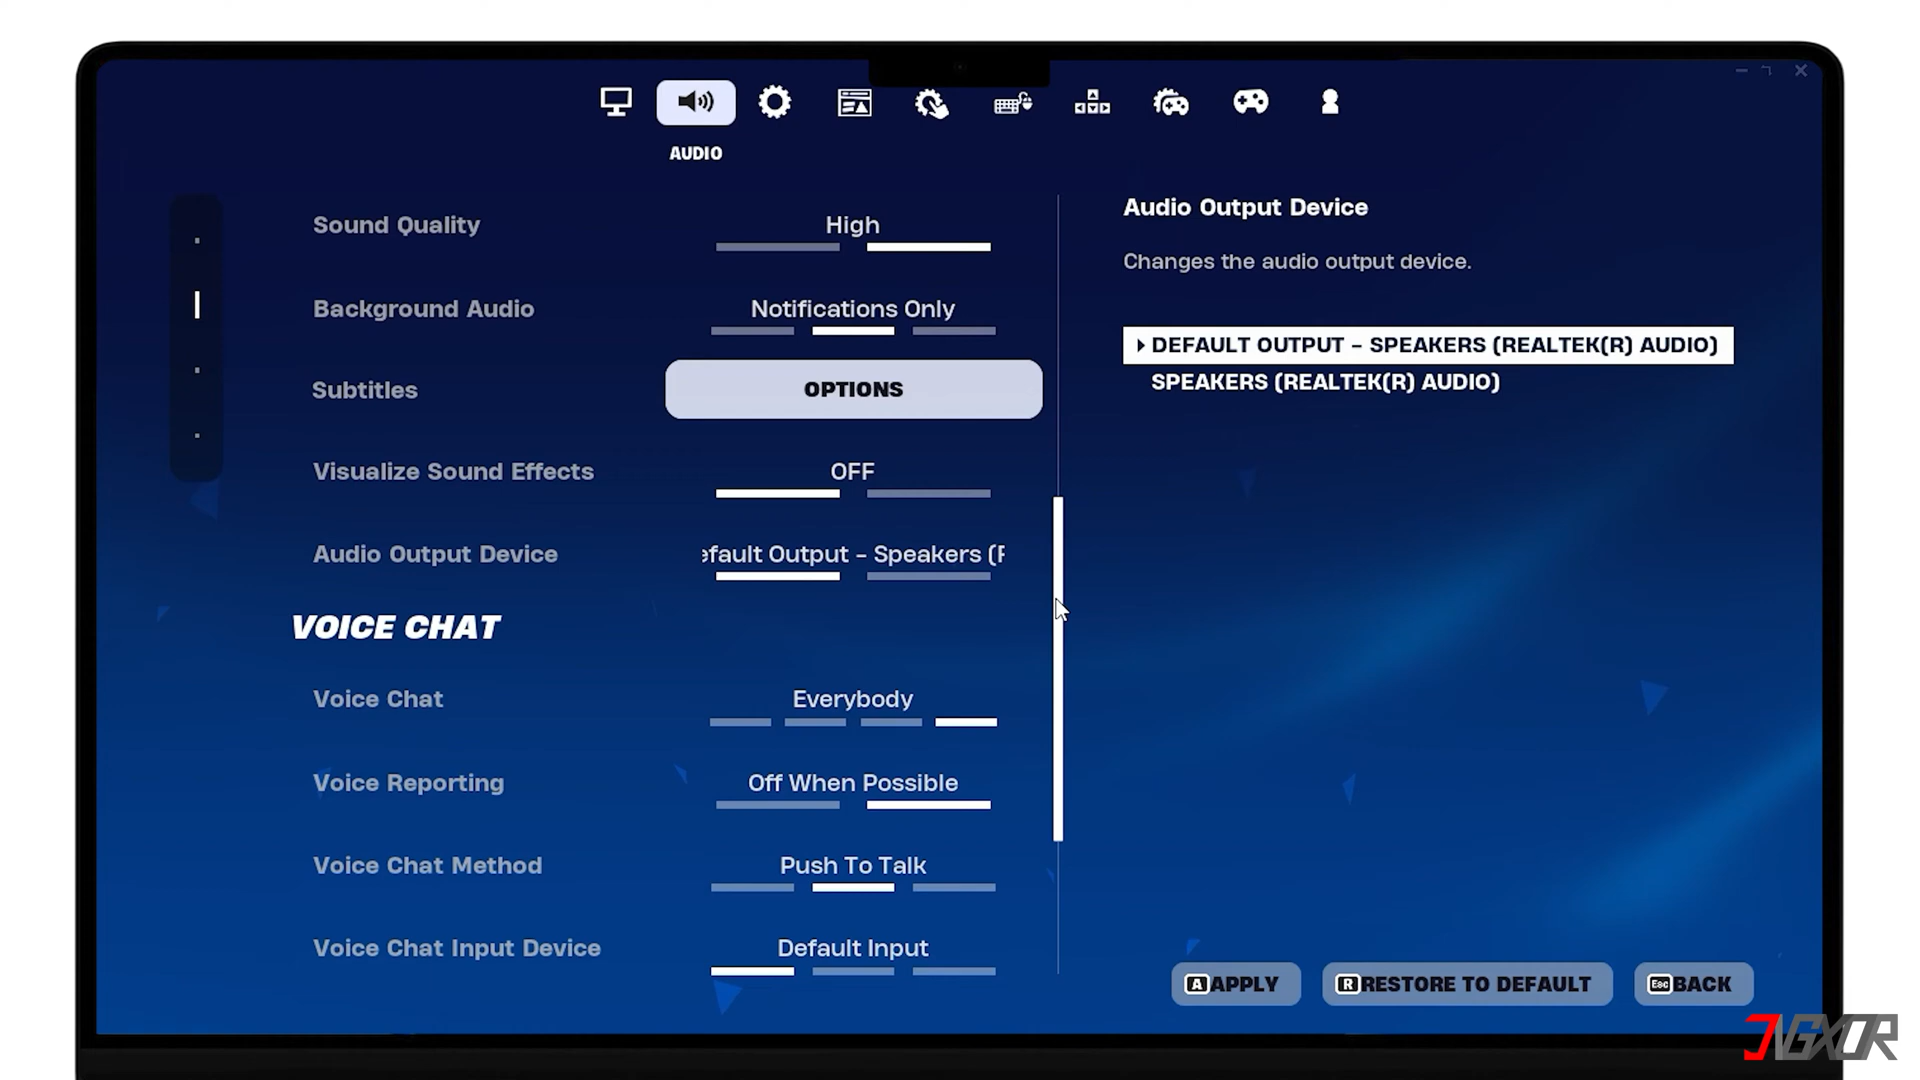 AUDIO
Sound Quality
High
Background Audio
Notifications Only
Subtitles
OPTIONS
Visualize Sound Effects
OFF
Audio Output Device
efault Output - Speakers (R
VOICE CHAT
Voice Chat
Everybody
Voice Reporting
Off When Possible
Voice Chat Method
Push To Talk
Voice Chat Input Device
Default Input
Audio Output Device
Changes the audio output device.
DEFAULT OUTPUT - SPEAKERS (REALTEK(R) AUDIO)
SPEAKERS (REALTEK(R) AUDIO)
A APPLY
R RESTORE TO DEFAULT
Esc BACK
JVGXOR